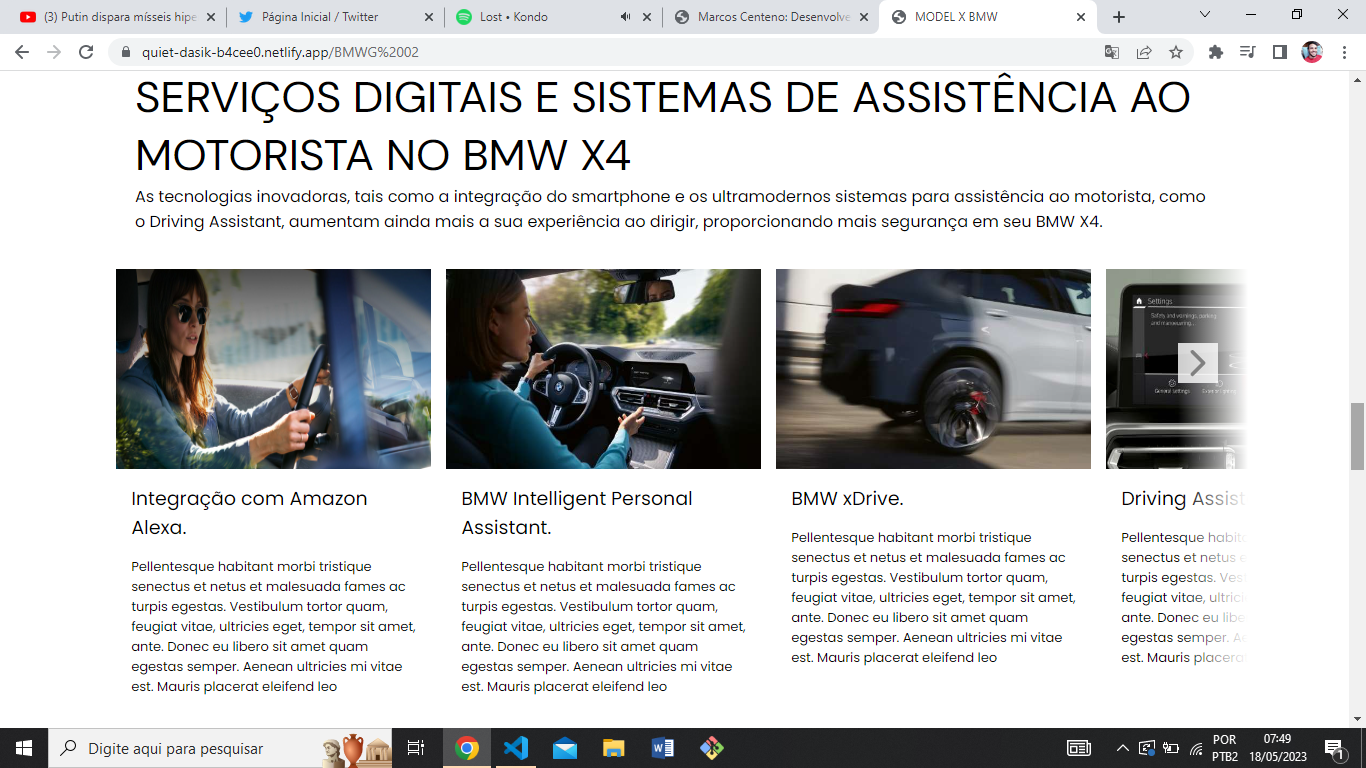 (3) Putin dispara mísseis hipe
Página Inicial / Twitter
Lost • Kondo
Marcos Centeno: Desenvolve
MODEL X BMW
quiet-dasik-b4cee0.netlify.app/BMWG%2002
SERVIÇOS DIGITAIS E SISTEMAS DE ASSISTÊNCIA AO
MOTORISTA NO BMW X4
As tecnologias inovadoras, tais como a integração do smartphone e os ultramodernos sistemas para assistência ao motorista, como
o Driving Assistant, aumentam ainda mais a sua experiência ao dirigir, proporcionando mais segurança em seu BMW X4.
Settings
Safety and warnings, parking
and manoeuvring...
General settings
Integração com Amazon
Alexa.
Pellentesque habitant morbi tristique
senectus et netus et malesuada fames ac
turpis egestas. Vestibulum tortor quam,
feugiat vitae, ultricies eget, tempor sit amet,
ante. Donec eu libero sit amet quam
egestas semper. Aenean ultricies mi vitae
est. Mauris placerat eleifend leo
BMW Intelligent Personal
Assistant.
Pellentesque habitant morbi tristique
senectus et netus et malesuada fames ac
turpis egestas. Vestibulum tortor quam,
feugiat vitae, ultricies eget, tempor sit amet,
ante. Donec eu libero sit amet quam
egestas semper. Aenean ultricies mi vitae
est. Mauris placerat eleifend leo
BMW xDrive.
Pellentesque habitant morbi tristique
senectus et netus et malesuada fames ac
turpis egestas. Vestibulum tortor quam,
feugiat vitae, ultricies eget, tempor sit amet,
ante. Donec eu libero sit amet quam
egestas semper. Aenean ultricies mi vitae
est. Mauris placerat eleifend leo
Driving Assist
Pellentesque habit
senectus et netus e
turpis egestas. Vest
feugiat vitae, ultrici
ante. Donec eu libero
egestas semper. Ae
est. Mauris placera
Digite aqui para pesquisar
POR
PTB2
07:49
18/05/2023
1